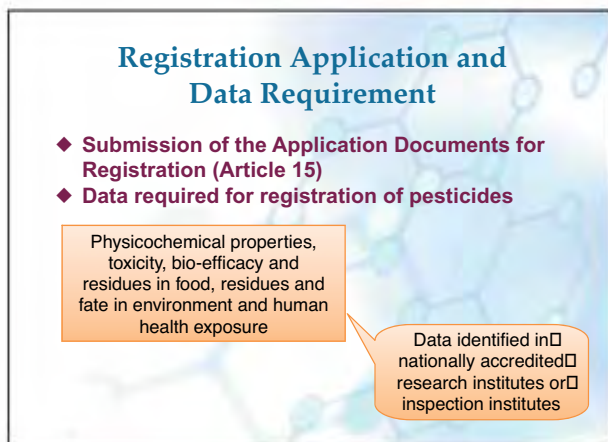 Registration Application and
Data Requirement
◆ Submission of the Application Documents for
Registration (Article 15)
◆ Data required for registration of pesticides
Physicochemical properties,
toxicity, bio-efficacy and
residues in food, residues and
fate in environment and human
health exposure
Data identified in□
nationally accredited□
research institutes or□
inspection institutes